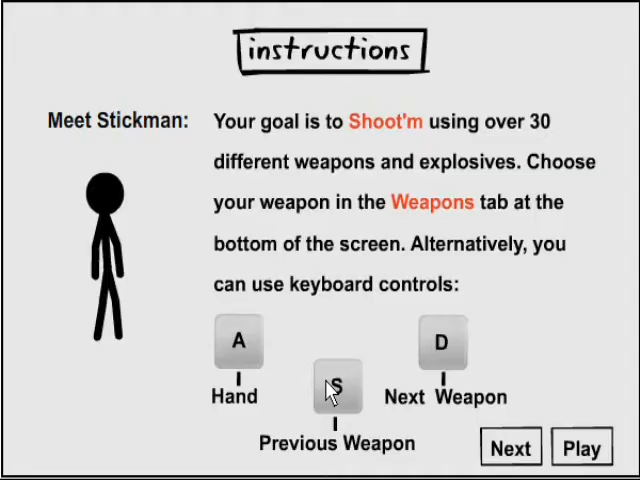 instructions
Meet Stickman:
Your goal is to Shoot'm using over 30
different weapons and explosives. Choose
your weapon in the Weapons tab at the
bottom of the screen. Alternatively, you
can use keyboard controls:
A
D
S
Hand
Next Weapon
Previous Weapon
Next
Play